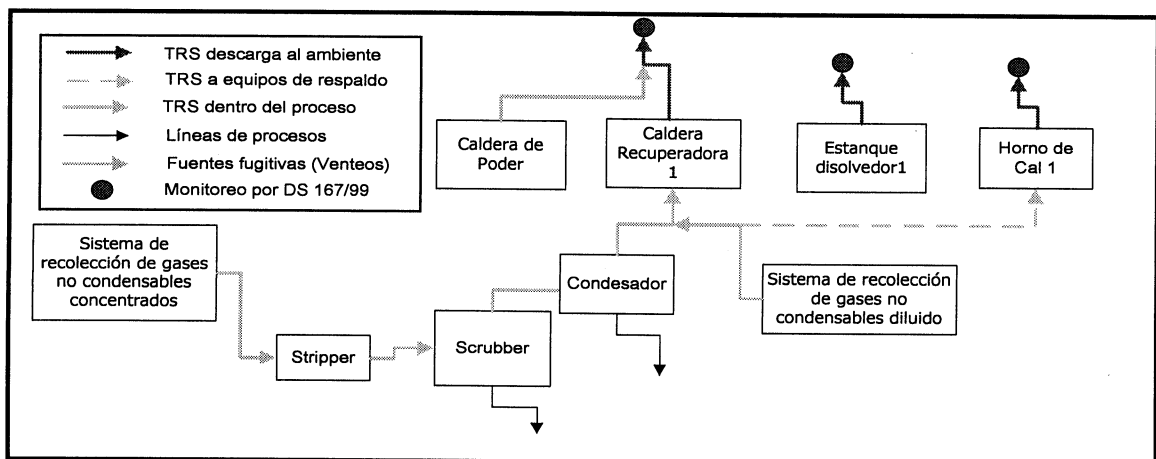 TRS descarga al ambiente
TRS a equipos de respaldo
TRS dentro del proceso
Líneas de procesos
Fuentes fugitivas (Venteos)
Monitoreo por DS 167/99
Caldera de
Poder
Caldera
Recuperadora
1
Estanque
disolvedor1
Horno de
Cal 1
Sistema de
recolección de gases
no condensables
concentrados
Stripper
Scrubber
Condesador
Sistema de recolección
de gases no
condensables diluido